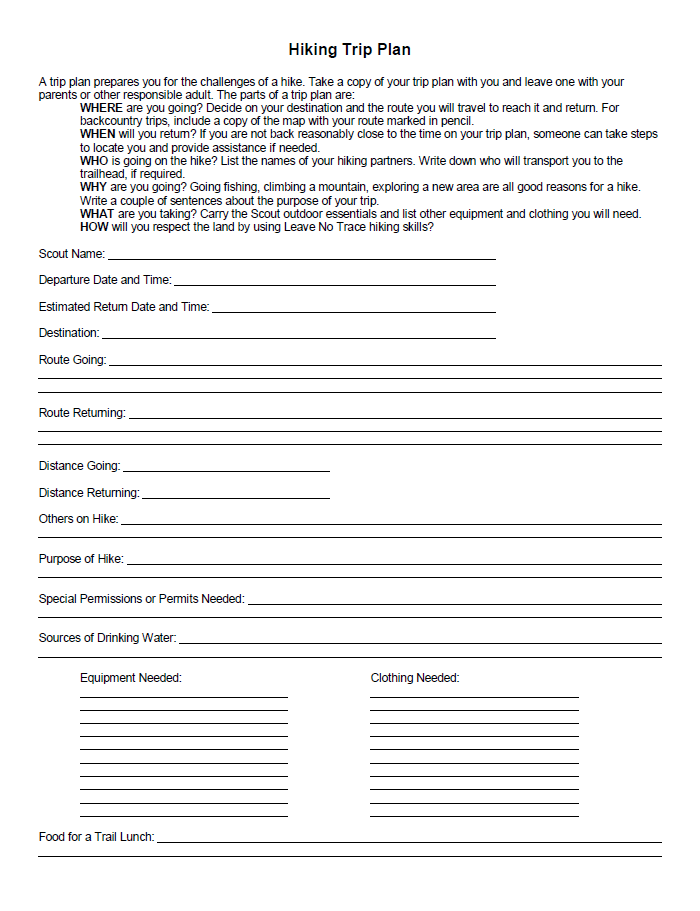 Hiking Trip Plan
A trip plan prepares you for the challenges of a hike. Take a copy of your trip plan with you and leave one with your
parents or other responsible adult. The parts of a trip plan are:
WHERE are you going? Decide on your destination and the route you will travel to reach it and return. For
backcountry trips, include a copy of the map with your route marked in pencil.
WHEN will you return? If you are not back reasonably close to the time on your trip plan, someone can take steps
to locate you and provide assistance if needed.
WHO is going on the hike? List the names of your hiking partners. Write down who will transport you to the
trailhead, if required.
WHY are you going? Going fishing, climbing a mountain, exploring a new area are all good reasons for a hike.
Write a couple of sentences about the purpose of your trip.
WHAT are you taking? Carry the Scout outdoor essentials and list other equipment and clothing you will need.
HOW will you respect the land by using Leave No Trace hiking skills?
Scout Name:
Departure Date and Time:
Estimated Return Date and Time:
Destination:
Route Going:
Route Returning:
Distance Going:
Distance Returning:
Others on Hike:
Purpose of Hike:
Special Permissions or Permits Needed:
Sources of Drinking Water:
Equipment Needed: Clothing Needed:
Food for a Trail Lunch: